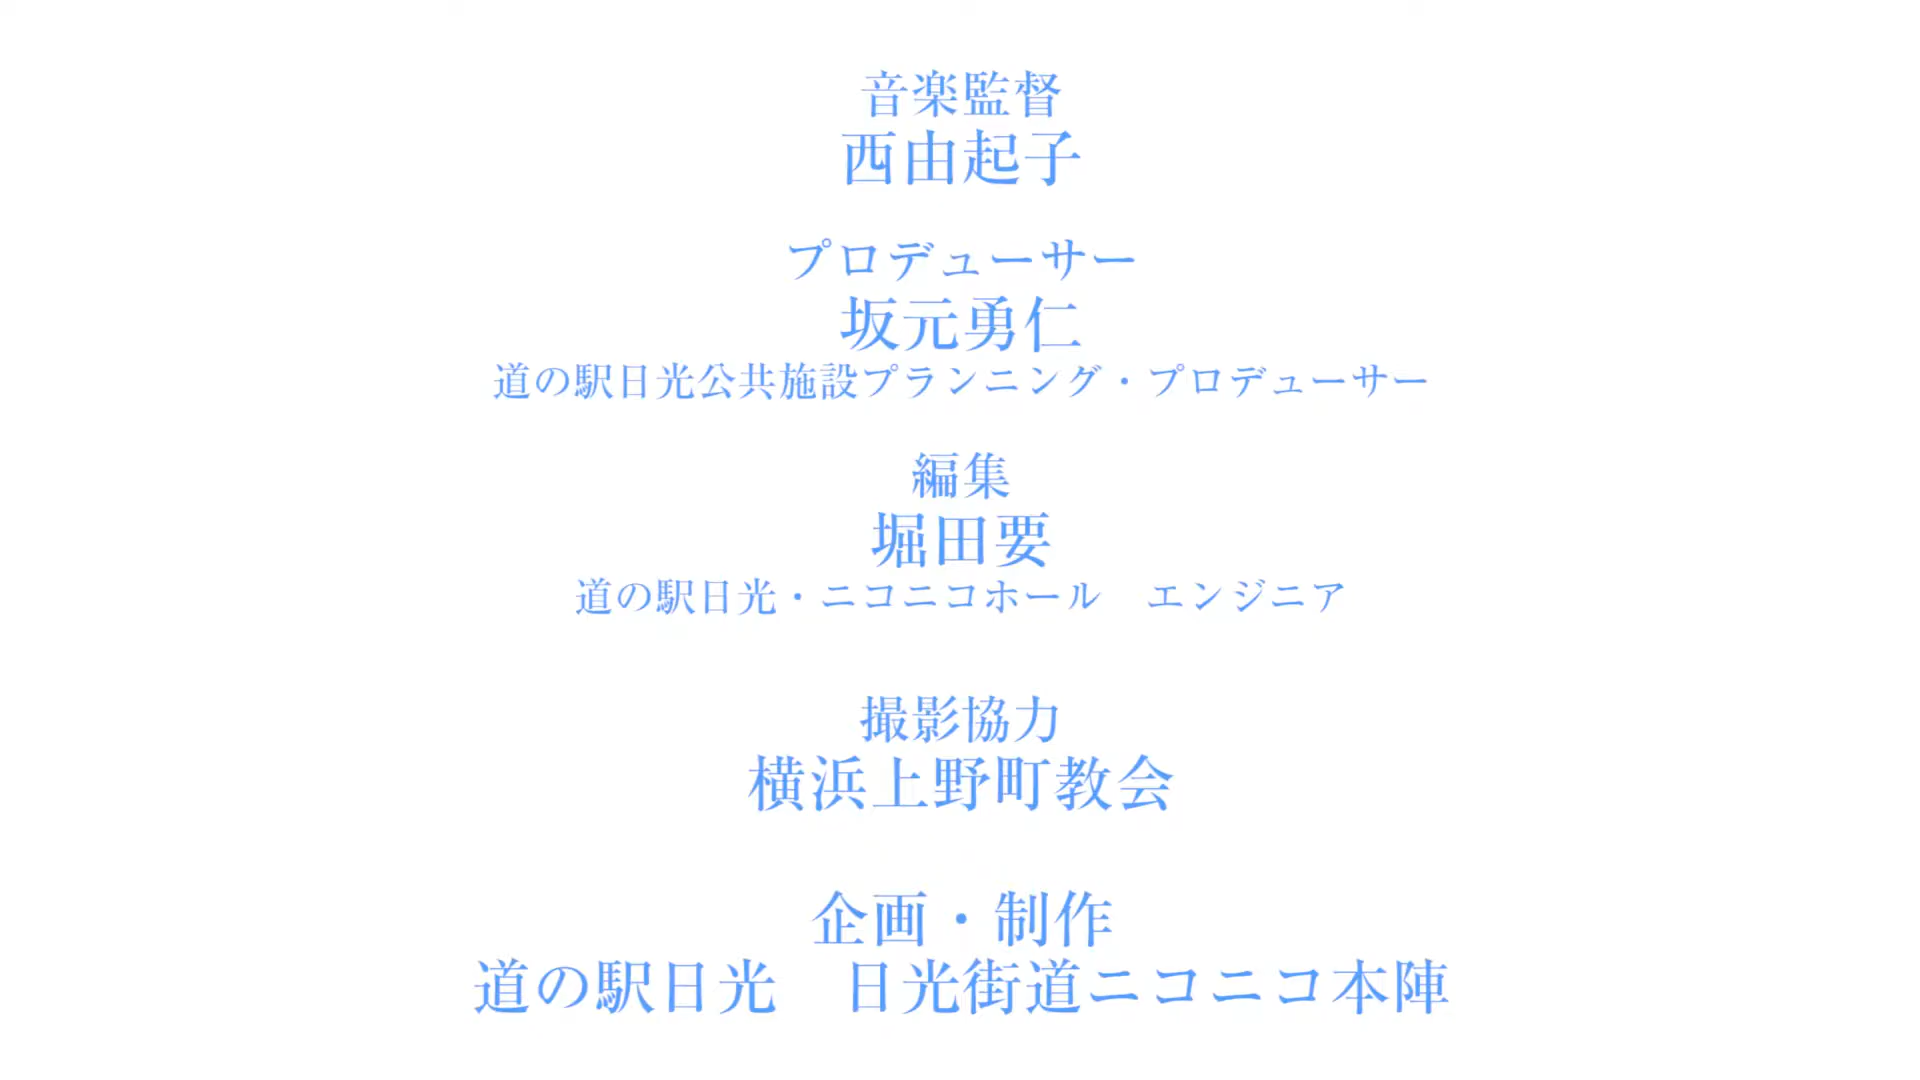 音楽監督
西由起子
プロデューサー
坂元勇仁
道の駅日光公共施設プランニング・プロデューサー
編集
堀田要
道の駅日光・ニコニコホール　エンジニア
撮影協力
横浜上野町教会
企画・制作
道の駅日光　日光街道ニコニコ本陣